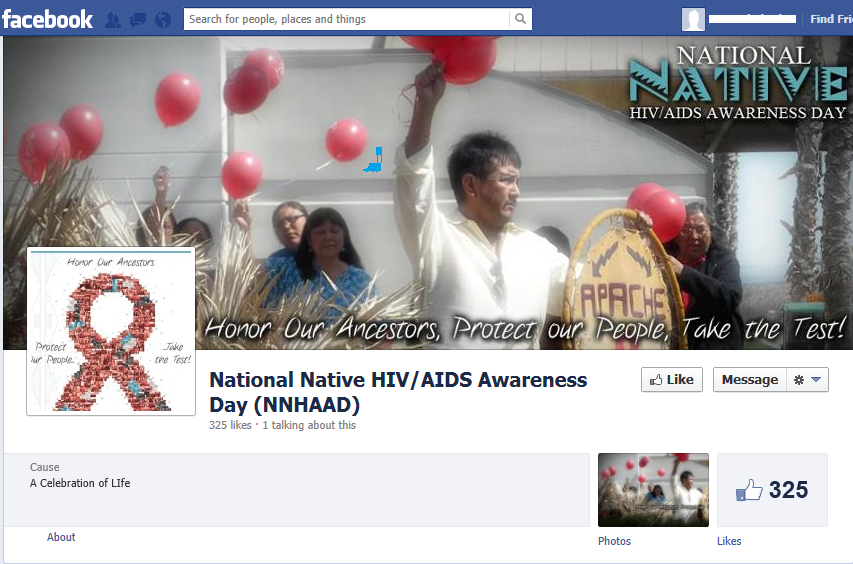 facebook
Search for people, places and things
Find Fri
NATIONAL
NATIVE
HIV/AIDS AWARENESS DAY
APACHE
Honor Our Ancestors, Protect our People, Take the Test!
Honor Our Ancestors
Protect
ur People..
Take
the Test!
National Native HIV/AIDS Awareness
Day (NNHAAD)
325 likes · 1 talking about this
Like
Message
Cause
A Celebration of LIfe
325
About
Photos
Likes